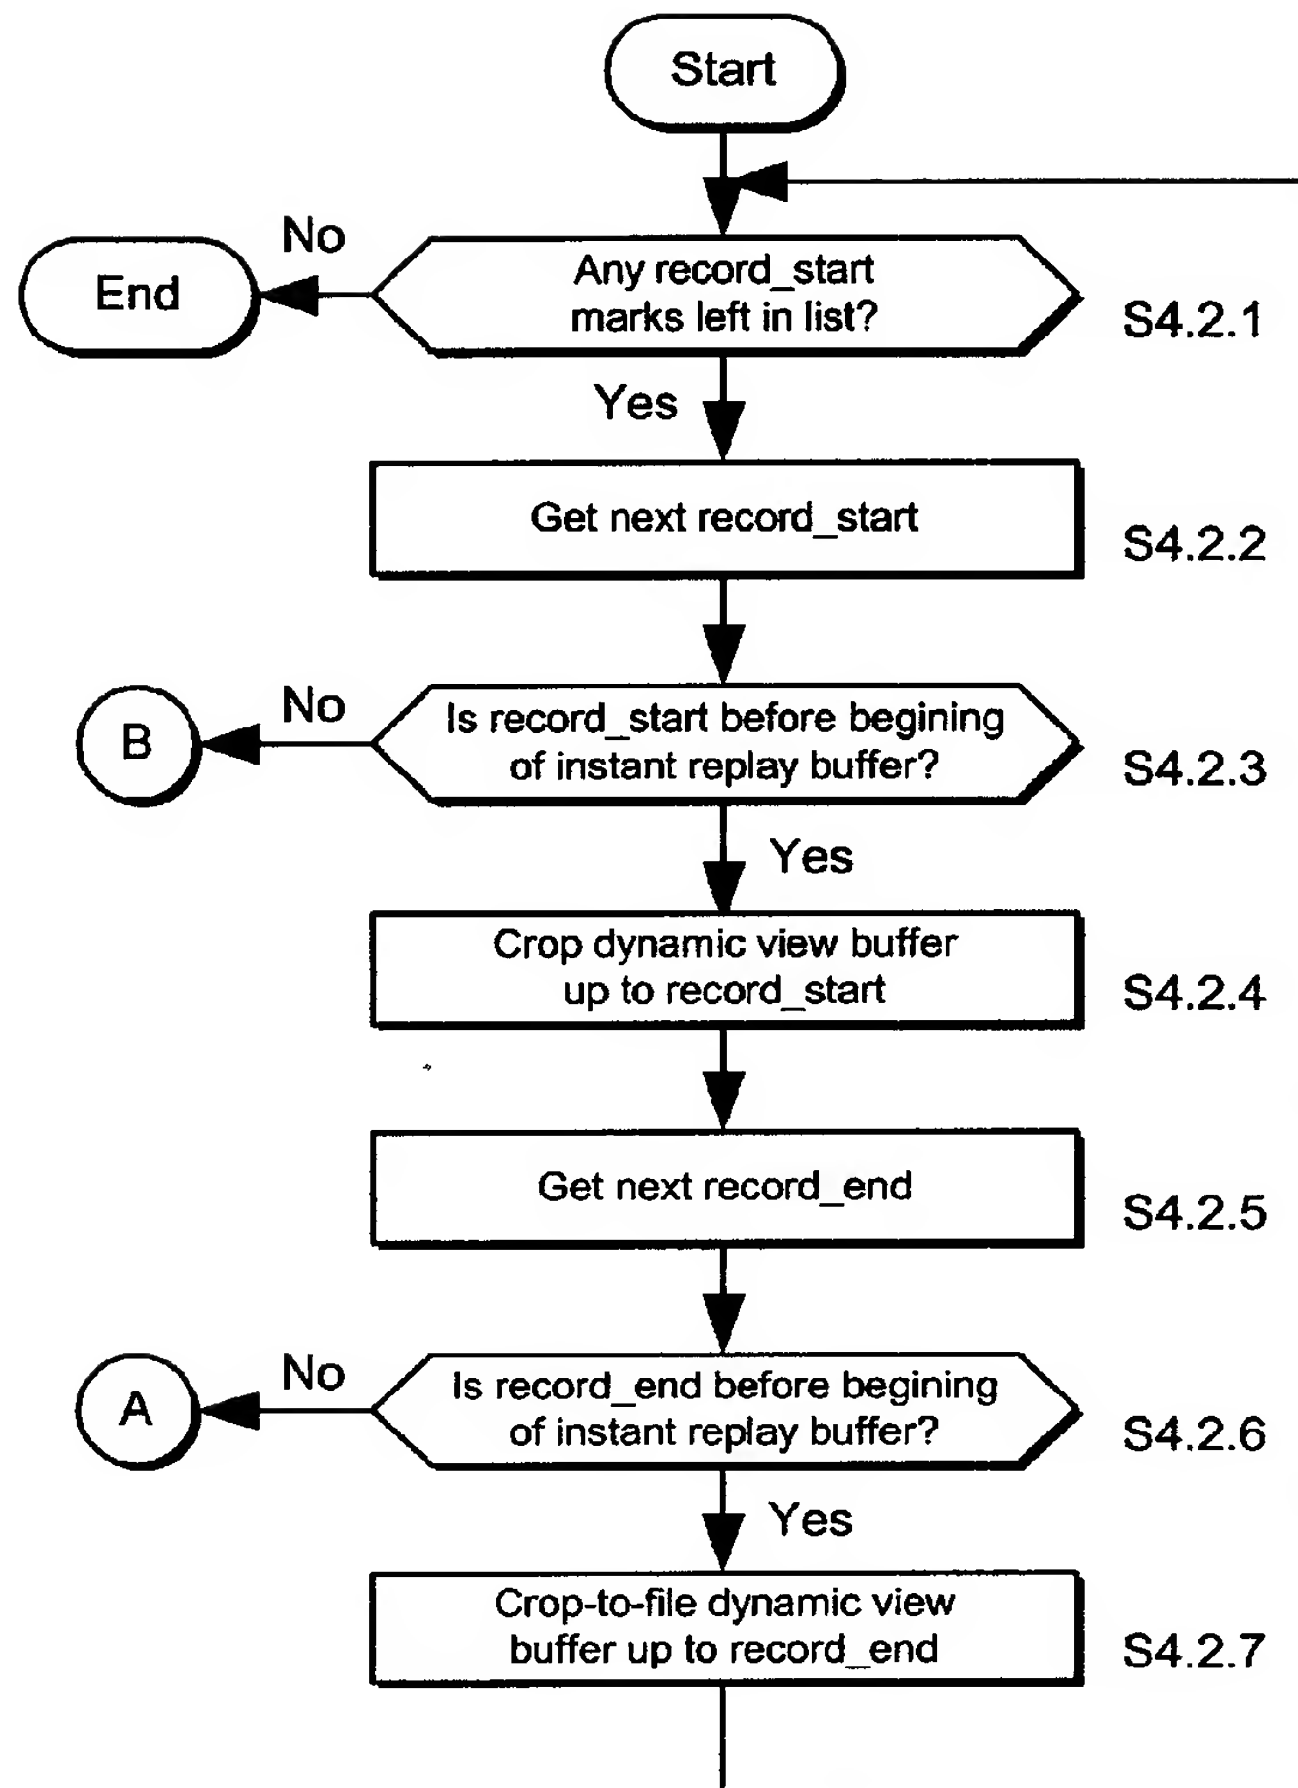 Start
No
End
Any record_start
marks left in list?
S4.2.1
Yes
Get next record_start
S4.2.2
No
B
Is record_start before begining
of instant replay buffer?
S4.2.3
Yes
Crop dynamic view buffer
up to record_start
S4.2.4
Get next record_end
S4.2.5
No
A
Is record_end before begining
of instant replay buffer?
S4.2.6
Yes
Crop-to-file dynamic view
buffer up to record_end
S4.2.7